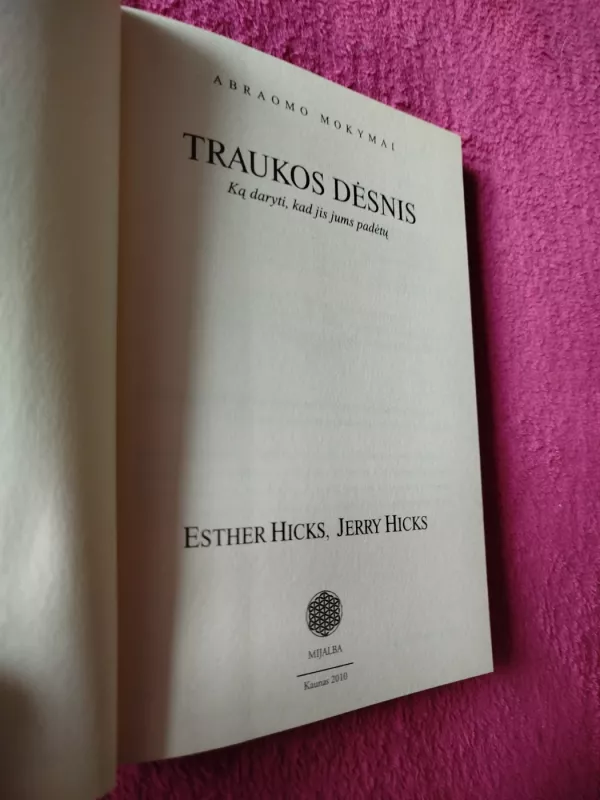 ABRAOMO MOKYMAI
TRAUKOS DĖSNIS
Ką daryti, kad jis jums padėtų
ESTHER HICKS, JERRY HICKS
MIJALBA
Kaunas 2010